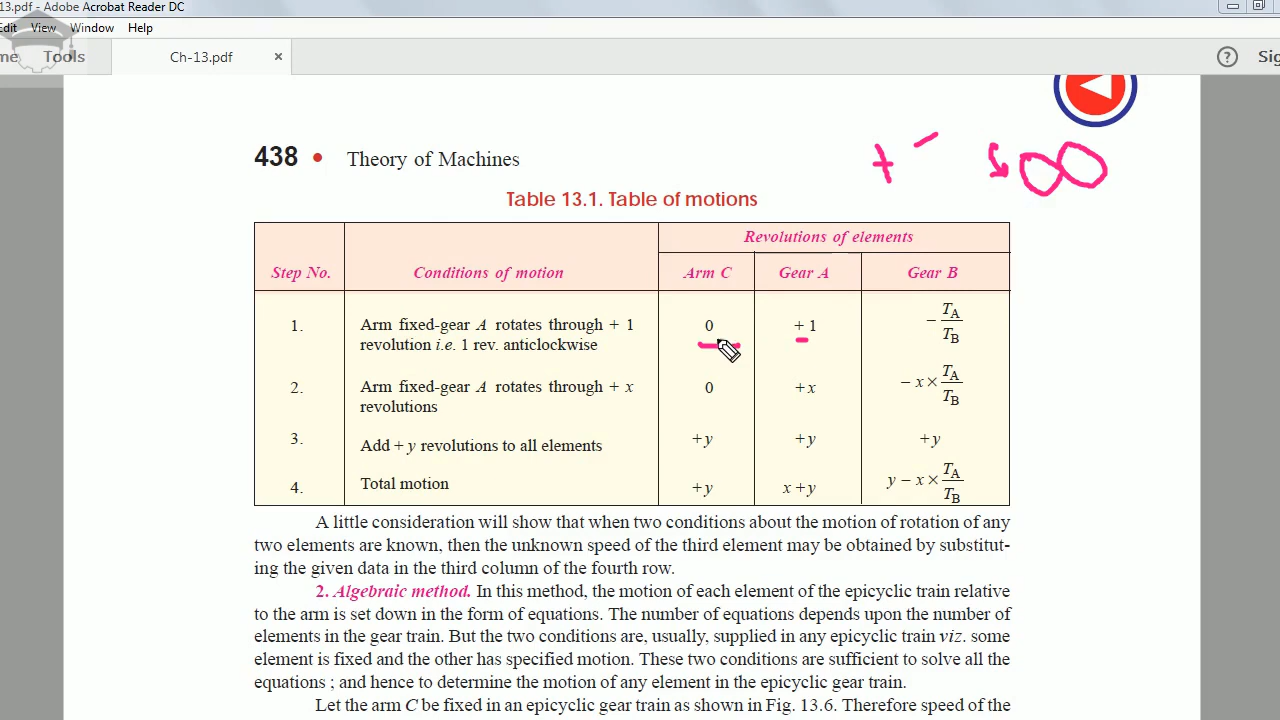 13.pdf - Adobe Acrobat Reader DC
Edit View Window Help
me Tools Ch-13.pdf × ? Sig
438 • Theory of Machines
+ -
Table 13.1. Table of motions
Revolutions of elements
Step No. Conditions of motion Arm C Gear A Gear B
1. Arm fixed-gear A rotates through + 1 revolution i.e. 1 rev. anticlockwise 0 + 1 – TA/TB
2. Arm fixed-gear A rotates through + x revolutions 0 + x – x × TA/TB
3. Add + y revolutions to all elements + y + y + y
4. Total motion + y x + y y – x × TA/TB
A little consideration will show that when two conditions about the motion of rotation of any
two elements are known, then the unknown speed of the third element may be obtained by substitut-
ing the given data in the third column of the fourth row.
2. Algebraic method. In this method, the motion of each element of the epicyclic train relative
to the arm is set down in the form of equations. The number of equations depends upon the number of
elements in the gear train. But the two conditions are, usually, supplied in any epicyclic train viz. some
element is fixed and the other has specified motion. These two conditions are sufficient to solve all the
equations ; and hence to determine the motion of any element in the epicyclic gear train.
Let the arm C be fixed in an epicyclic gear train as shown in Fig. 13.6. Therefore speed of the